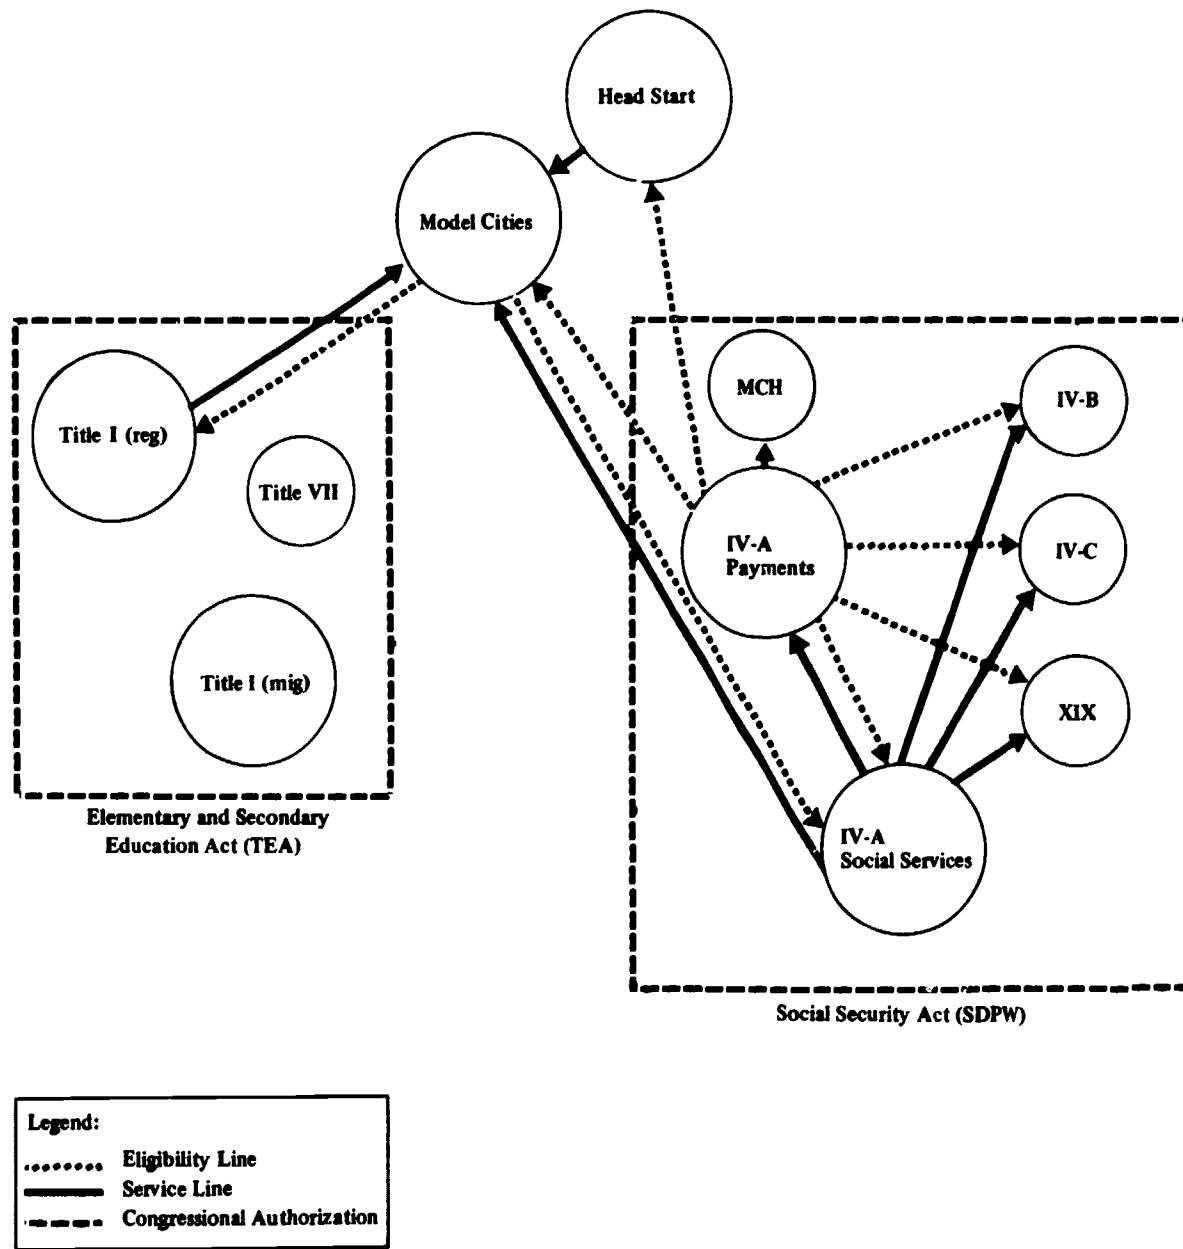 Head Start
Model Cities
MCH
IV-B
Title I (reg)
Title VII
IV-A
Payments
IV-C
Title I (mig)
XIX
IV-A
Social Services
Elementary and Secondary
Education Act (TEA)
Social Security Act (SDPW)
Legend:
Eligibility Line
Service Line
Congressional Authorization